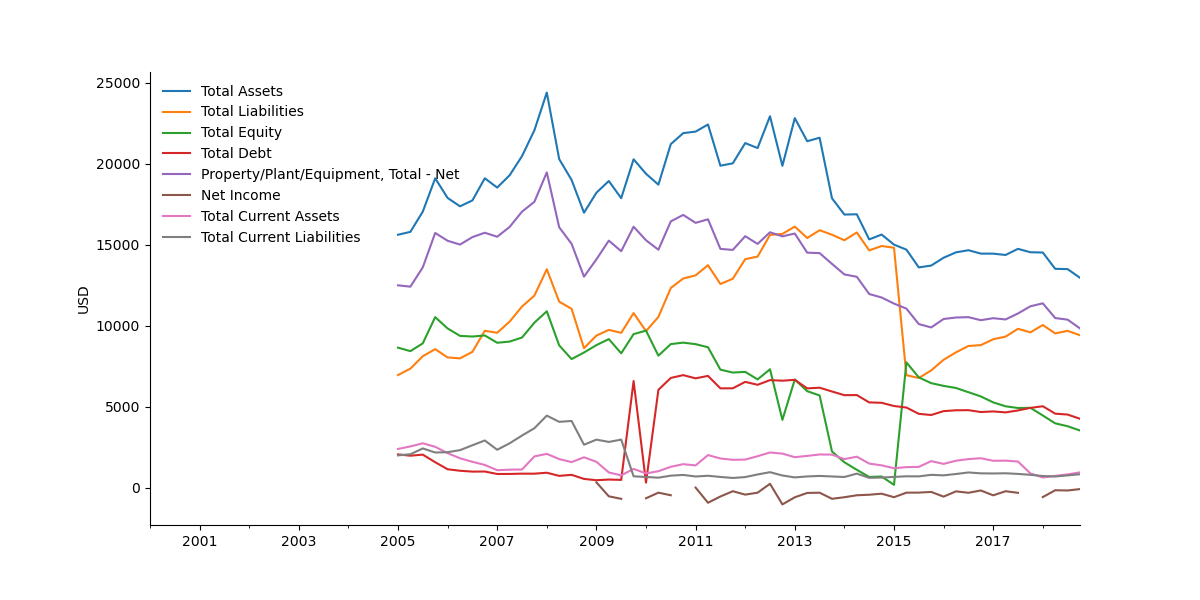 25000
20000
15000
10000
5000
0
USD
Total Assets
Total Liabilities
Total Equity
Total Debt
Property/Plant/Equipment, Total - Net
Net Income
Total Current Assets
Total Current Liabilities
2001 2003 2005 2007 2009 2011 2013 2015 2017